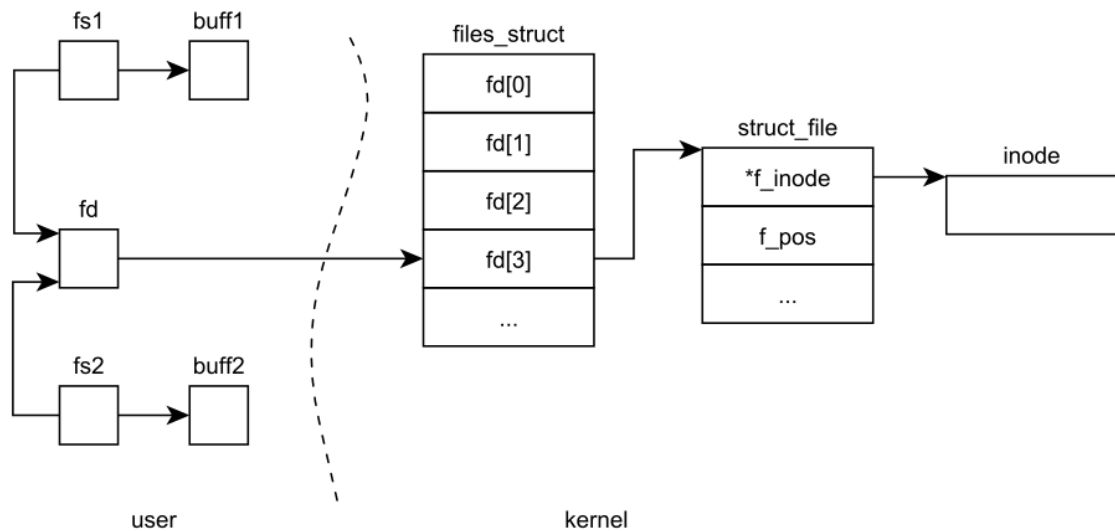 fs1
buff1
fd
fs2
buff2
user
files_struct
fd[0]
fd[1]
fd[2]
fd[3]
...
struct_file
*f_inode
f_pos
...
inode
kernel